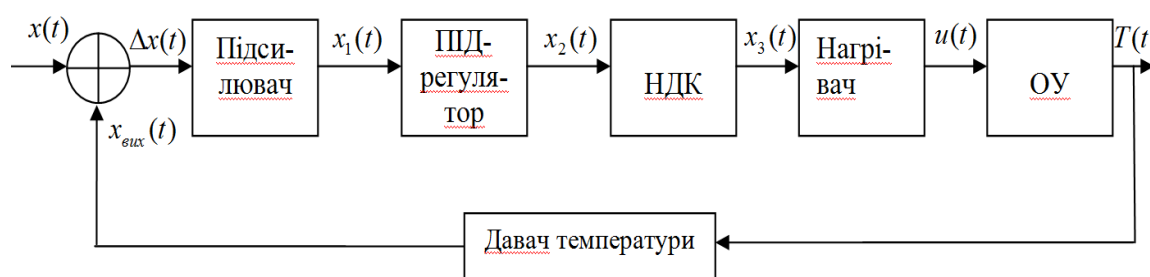 x(t)
Δx(t)
Підси-
лювач
x₁(t)
ПІД-
регуля-
тор
x₂(t)
НДК
x₃(t)
Нагрі-
вач
u(t)
ОУ
T(t
xвих(t)
Давач температури